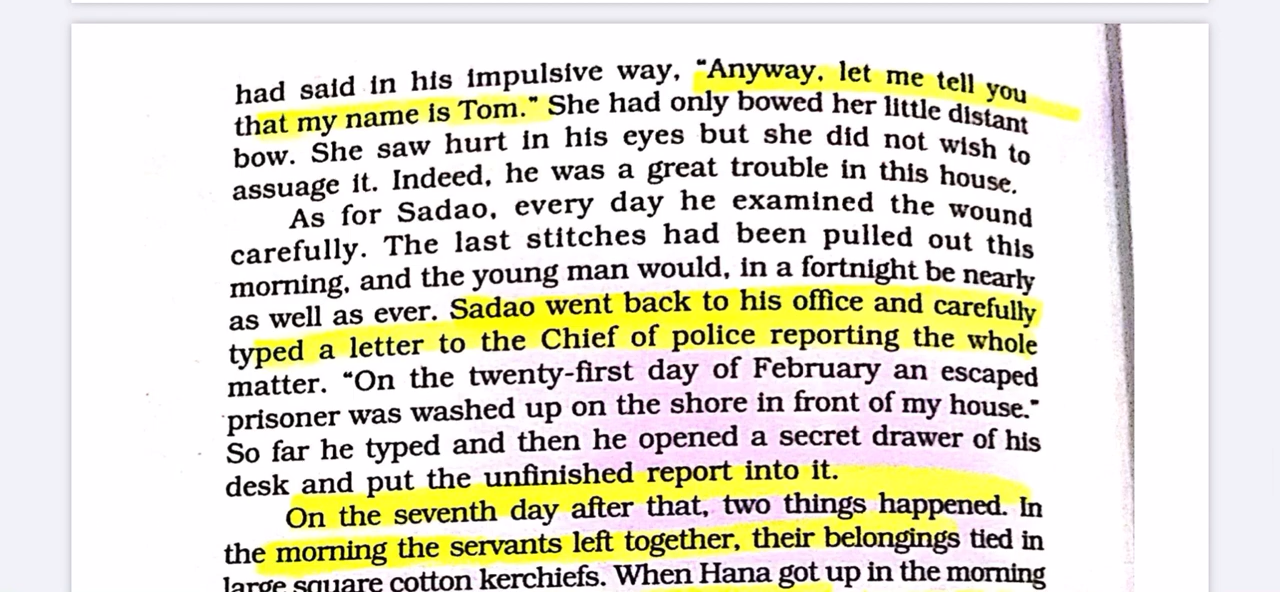 had said in his impulsive way, "Anyway, let me tell you
that my name is Tom." She had only bowed her little distant
bow. She saw hurt in his eyes but she did not wish to
assuage it. Indeed, he was a great trouble in this house.
As for Sadao, every day he examined the wound
carefully. The last stitches had been pulled out this
morning, and the young man would, in a fortnight be nearly
as well as ever. Sadao went back to his office and carefully
typed a letter to the Chief of police reporting the whole
matter. "On the twenty-first day of February an escaped
prisoner was washed up on the shore in front of my house."
So far he typed and then he opened a secret drawer of his
desk and put the unfinished report into it.
On the seventh day after that, two things happened. In
the morning the servants left together, their belongings tied in
large square cotton kerchiefs. When Hana got up in the morning